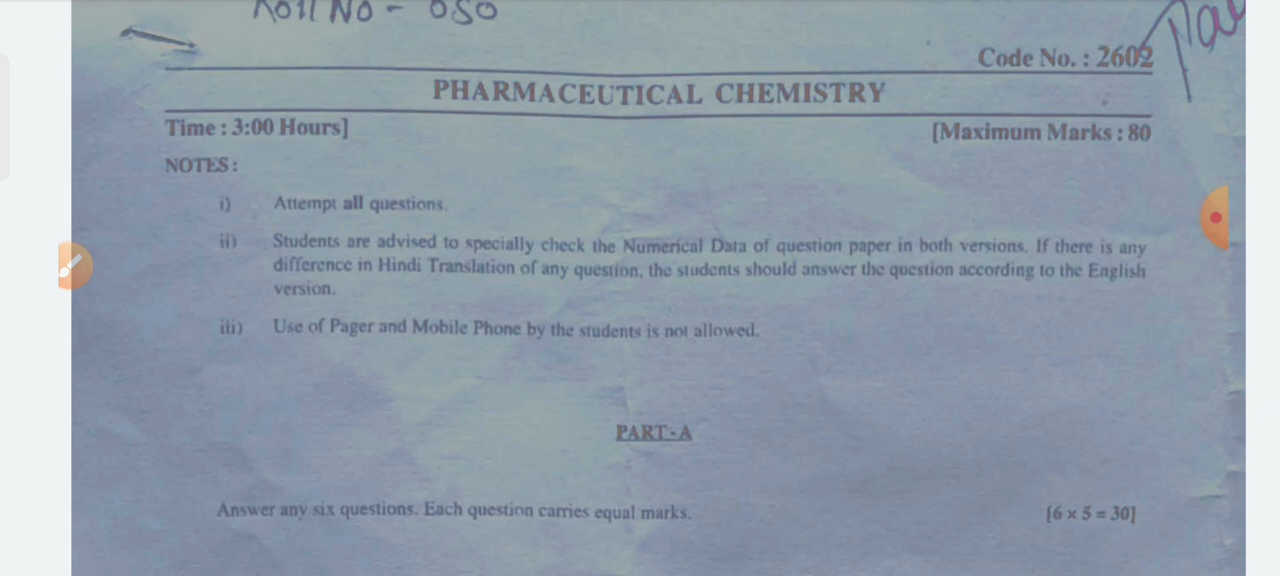 Roll No - 050
Code No. : 2602
PHARMACEUTICAL CHEMISTRY
Time : 3:00 Hours]
[Maximum Marks : 80
NOTES :
i) Attempt all questions.
ii) Students are advised to specially check the Numerical Data of question paper in both versions. If there is any
difference in Hindi Translation of any question, the students should answer the question according to the English
version.
iii) Use of Pager and Mobile Phone by the students is not allowed.
PART-A
Answer any six questions. Each question carries equal marks.
[6 x 5 = 30]